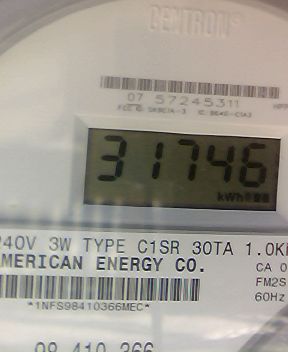 CENTRON®
07 57245311
31746
kWh
240V 3W TYPE C1SR 30TA 1.0K
AMERICAN ENERGY CO.
CA 0
FM2S
60Hz
*1NFS98410366MEC*
98 410 366